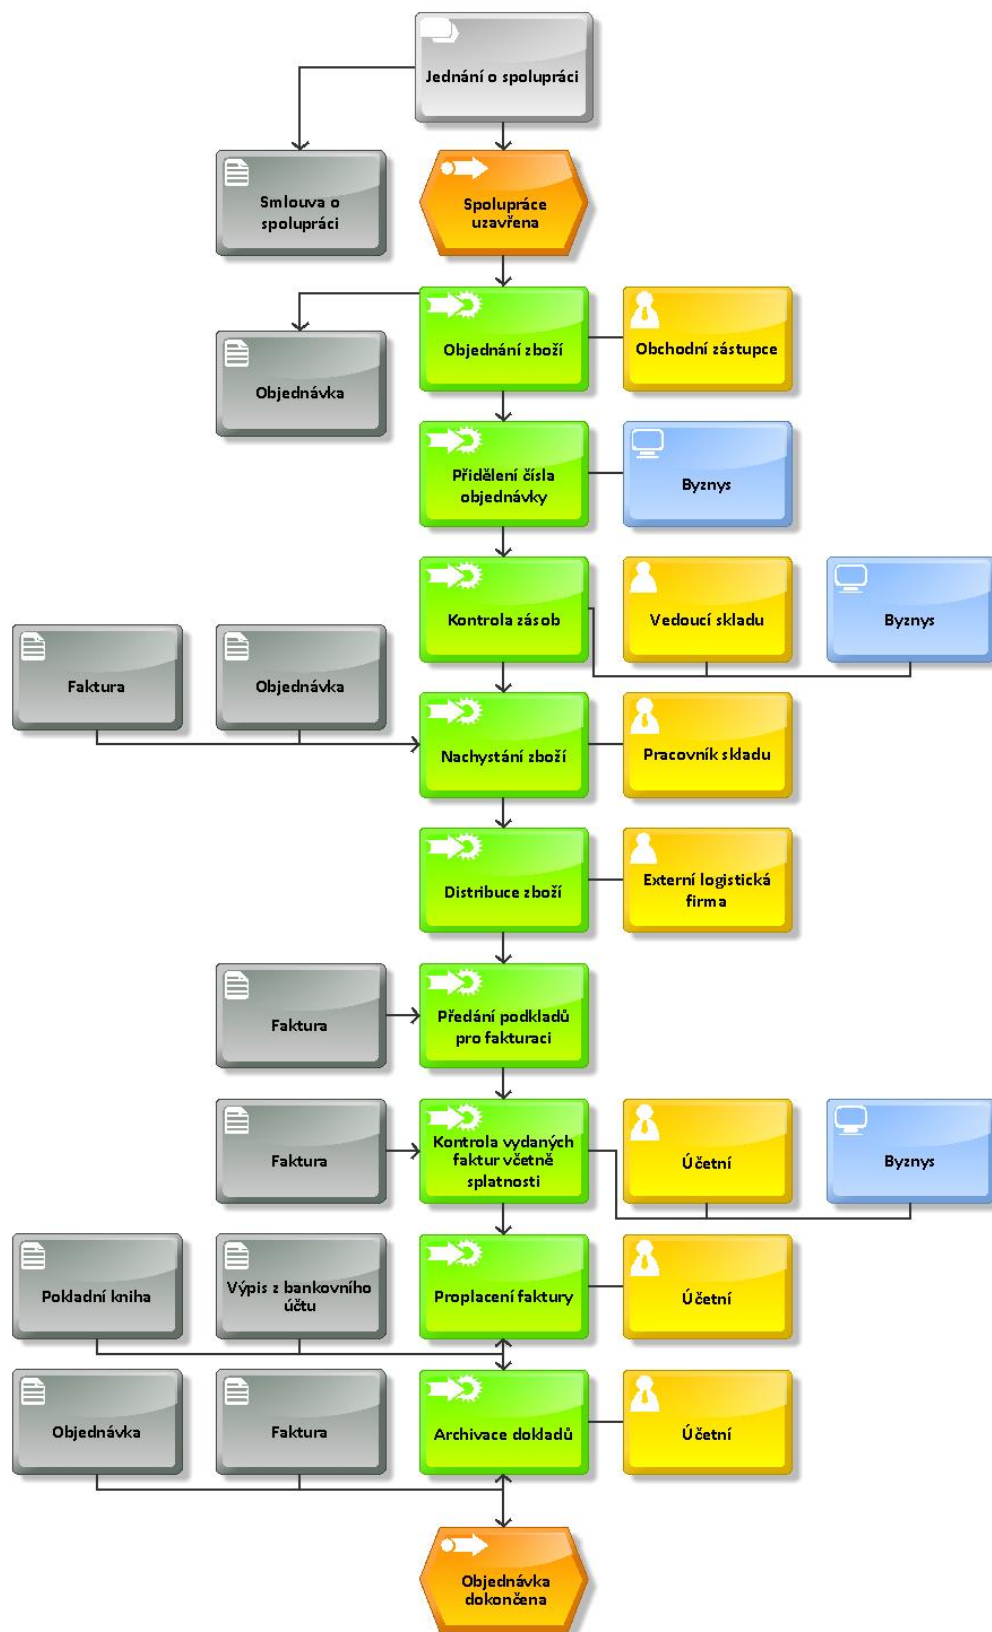 Jednání o spolupráci
Smlouva o
spolupráci
Spolupráce
uzavřena
Objednání zboží
Obchodní zástupce
Objednávka
Přidělení čísla
objednávky
Byznys
Kontrola zásob
Vedoucí skladu
Byznys
Faktura
Objednávka
Nachystání zboží
Pracovník skladu
Distribuce zboží
Externí logistická
firma
Faktura
Předání podkladů
pro fakturaci
Faktura
Kontrola vydaných
faktur včetně
splatnosti
Účetní
Byznys
Pokladní kniha
Výpis z bankovního
účtu
Proplacení faktury
Účetní
Objednávka
Faktura
Archivace dokladů
Účetní
Objednávka
dokončena